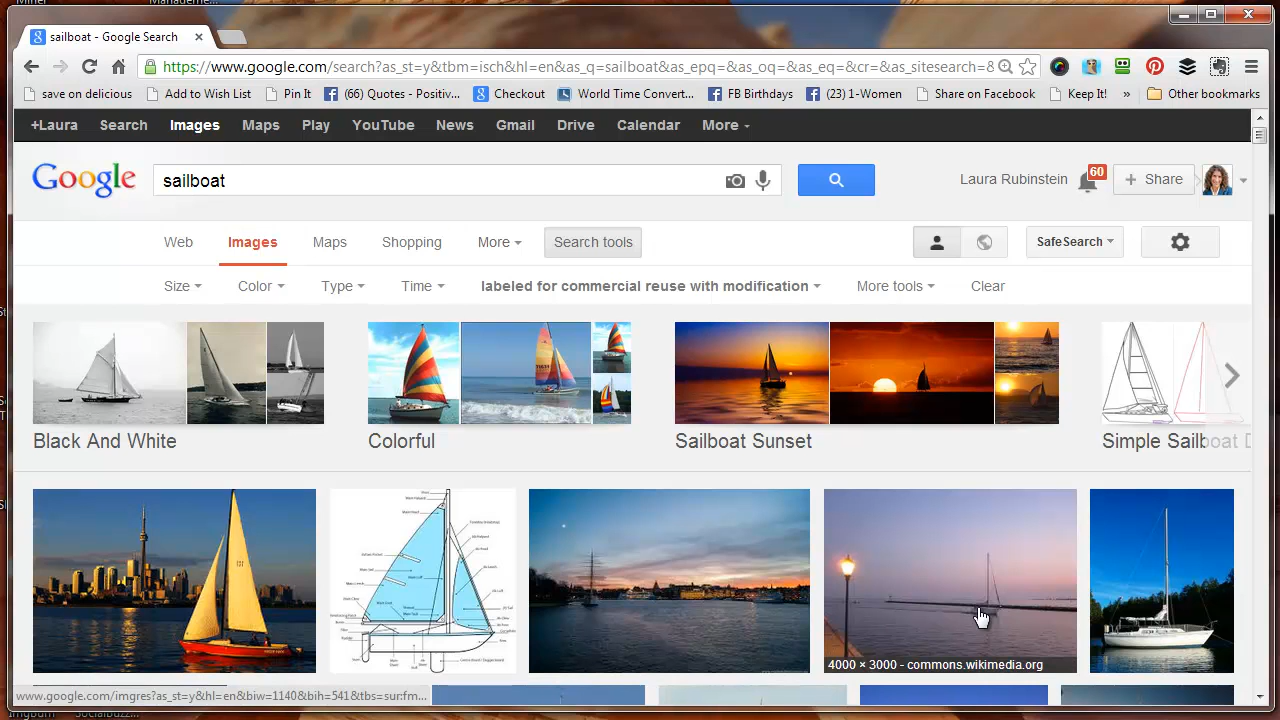 sailboat - Google Search
https://www.google.com/search?as_st=y&tbm=isch&hl=en&as_q=sailboat&as_epq=&as_oq=&as_eq=&cr=&as_sitesearch=&
save on delicious Add to Wish List Pin It (66) Quotes - Positiv... Checkout World Time Convert... FB Birthdays (23) 1-Women Share on Facebook Keep It! » Other bookmarks
+Laura Search Images Maps Play YouTube News Gmail Drive Calendar More
Google sailboat Laura Rubinstein 60 + Share
Web Images Maps Shopping More Search tools SafeSearch
Size Color Type Time labeled for commercial reuse with modification More tools Clear
Black And White Colorful Sailboat Sunset Simple Sailboat D
4000 × 3000 - commons.wikimedia.org
www.google.com/imgres?as_st=y&hl=en&biw=1140&bih=541&tbs=sur:fm...